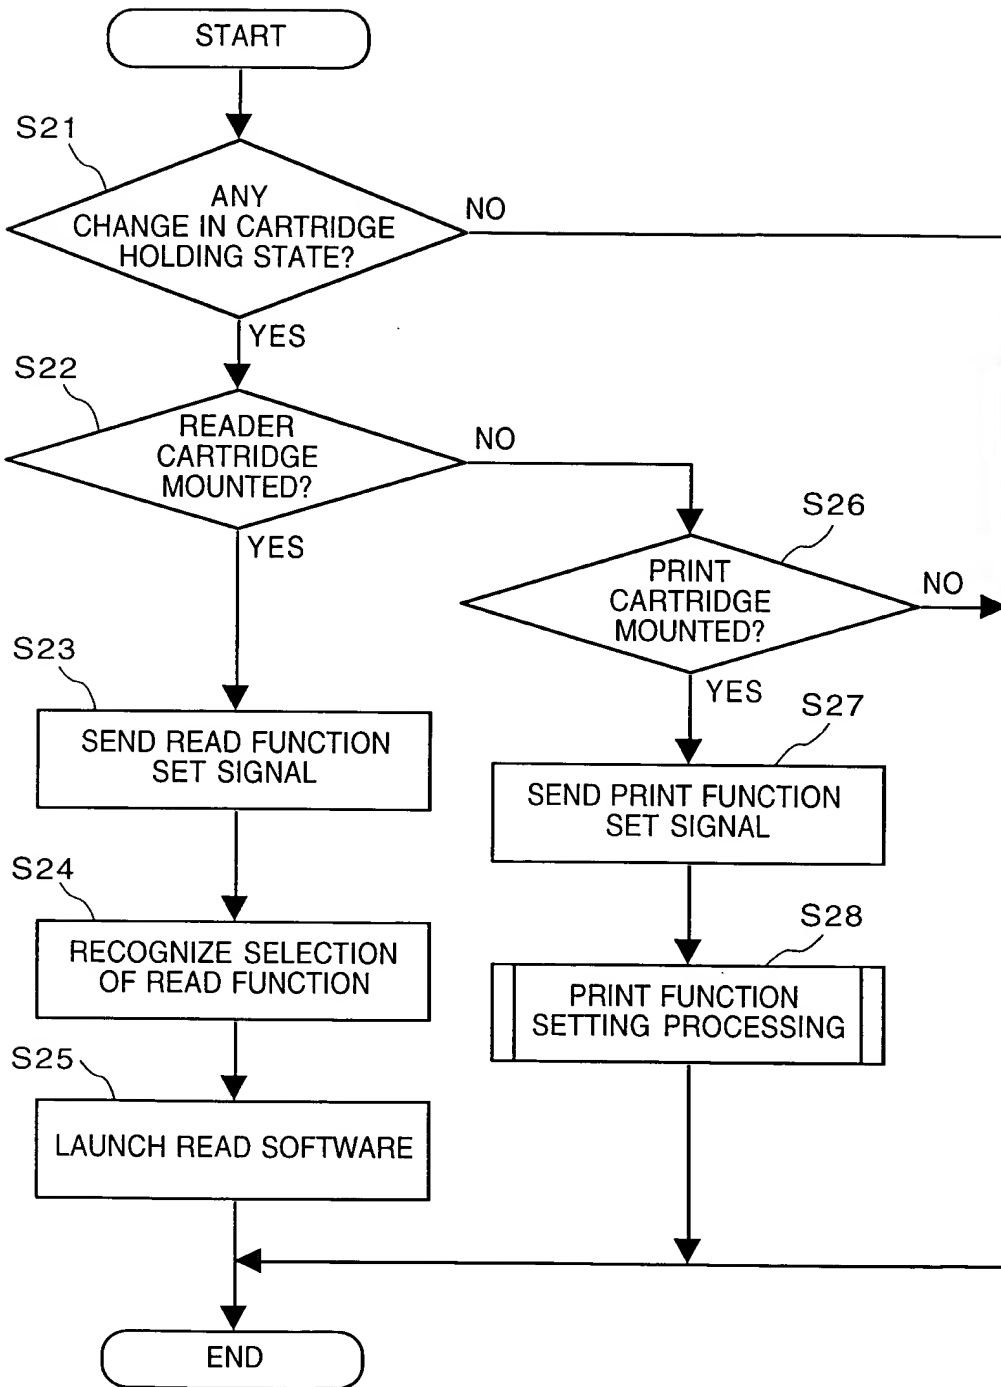 START
S21
ANY
CHANGE IN CARTRIDGE
HOLDING STATE?
NO
YES
S22
READER
CARTRIDGE
MOUNTED?
NO
YES
S26
PRINT
CARTRIDGE
MOUNTED?
NO
YES
S23
SEND READ FUNCTION
SET SIGNAL
S27
SEND PRINT FUNCTION
SET SIGNAL
S24
RECOGNIZE SELECTION
OF READ FUNCTION
S28
PRINT FUNCTION
SETTING PROCESSING
S25
LAUNCH READ SOFTWARE
END